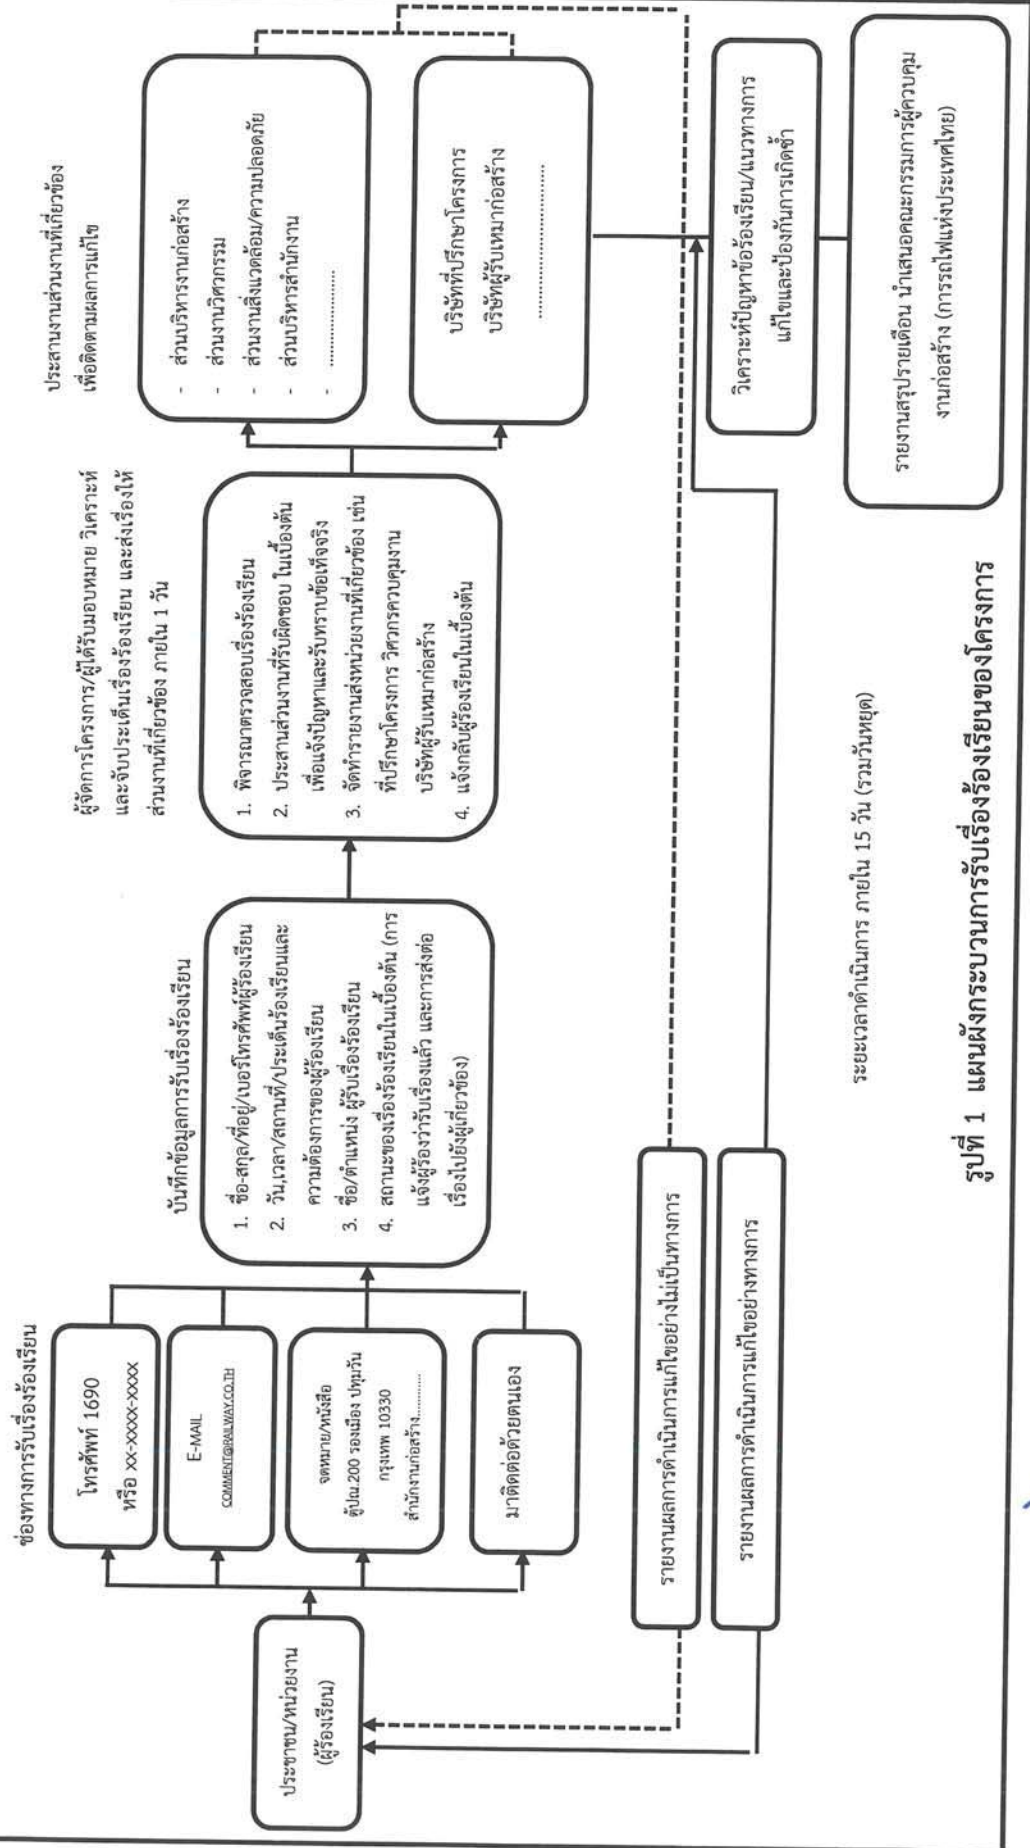 ช่องทางการรับเรื่องร้องเรียน
ประชาชน/หน่วยงาน
(ผู้ร้องเรียน)
โทรศัพท์ 1690
หรือ xx-xxxx-xxxx
E-MAIL
COMMENT@RAILWAY.CO.TH
จดหมาย/หนังสือ
ตู้ปณ.200 รองเมือง ปทุมวัน
กรุงเทพ 10330
สำนักงานก่อสร้าง..............
มาติดต่อด้วยตนเอง
บันทึกข้อมูลการรับเรื่องร้องเรียน
1. ชื่อ-สกุล/ที่อยู่/เบอร์โทรศัพท์ผู้ร้องเรียน
2. วัน,เวลา/สถานที่/ประเด็นร้องเรียนและ
ความต้องการของผู้ร้องเรียน
3. ชื่อ/ตำแหน่ง ผู้รับเรื่องร้องเรียน
4. สถานะของเรื่องร้องเรียนในเบื้องต้น (การ
แจ้งผู้ร้องว่ารับเรื่องแล้ว และการส่งต่อ
เรื่องไปยังผู้เกี่ยวข้อง)
ผู้จัดการโครงการ/ผู้ได้รับมอบหมาย วิเคราะห์
และจับประเด็นเรื่องร้องเรียน และส่งเรื่องให้
ส่วนงานที่เกี่ยวข้อง ภายใน 1 วัน
1. พิจารณาตรวจสอบเรื่องร้องเรียน
2. ประสานส่วนงานที่รับผิดชอบ ในเบื้องต้น
เพื่อแจ้งปัญหาและรับทราบข้อเท็จจริง
3. จัดทำรายงานส่งหน่วยงานที่เกี่ยวข้อง เช่น
ที่ปรึกษาโครงการ วิศวกรควบคุมงาน
บริษัทผู้รับเหมาก่อสร้าง
4. แจ้งกลับผู้ร้องเรียนในเบื้องต้น
ประสานงานส่วนงานที่เกี่ยวข้อง
เพื่อติดตามผลการแก้ไข
- ส่วนบริหารงานก่อสร้าง
- ส่วนงานวิศวกรรม
- ส่วนงานสิ่งแวดล้อม/ความปลอดภัย
- ส่วนบริหารสำนักงาน
- ..........................
บริษัทที่ปรึกษาโครงการ
บริษัทผู้รับเหมาก่อสร้าง
..........................
รายงานผลการดำเนินการแก้ไขอย่างไม่เป็นทางการ
รายงานผลการดำเนินการแก้ไขอย่างทางการ
วิเคราะห์ปัญหาข้อร้องเรียน/แนวทางการ
แก้ไขและป้องกันการเกิดซ้ำ
รายงานสรุปรายเดือน นำเสนอคณะกรรมการผู้ควบคุม
งานก่อสร้าง (การรถไฟแห่งประเทศไทย)
ระยะเวลาดำเนินการ ภายใน 15 วัน (รวมวันหยุด)
รูปที่ 1 แผนผังกระบวนการรับเรื่องร้องเรียนของโครงการ